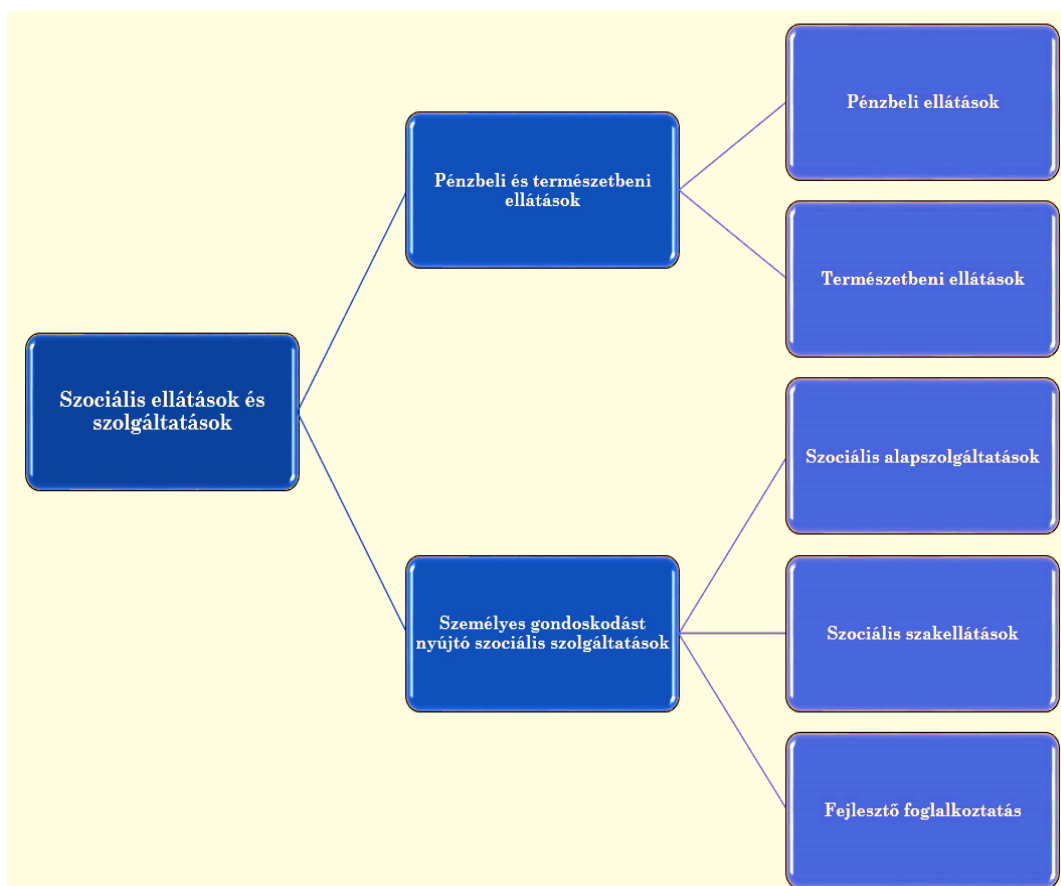 Szociális ellátások és
szolgáltatások
Pénzbeli és természetbeni
ellátások
Személyes gondoskodást
nyújtó szociális szolgáltatások
Pénzbeli ellátások
Természetbeni ellátások
Szociális alapszolgáltatások
Szociális szakellátások
Fejlesztő foglalkoztatás